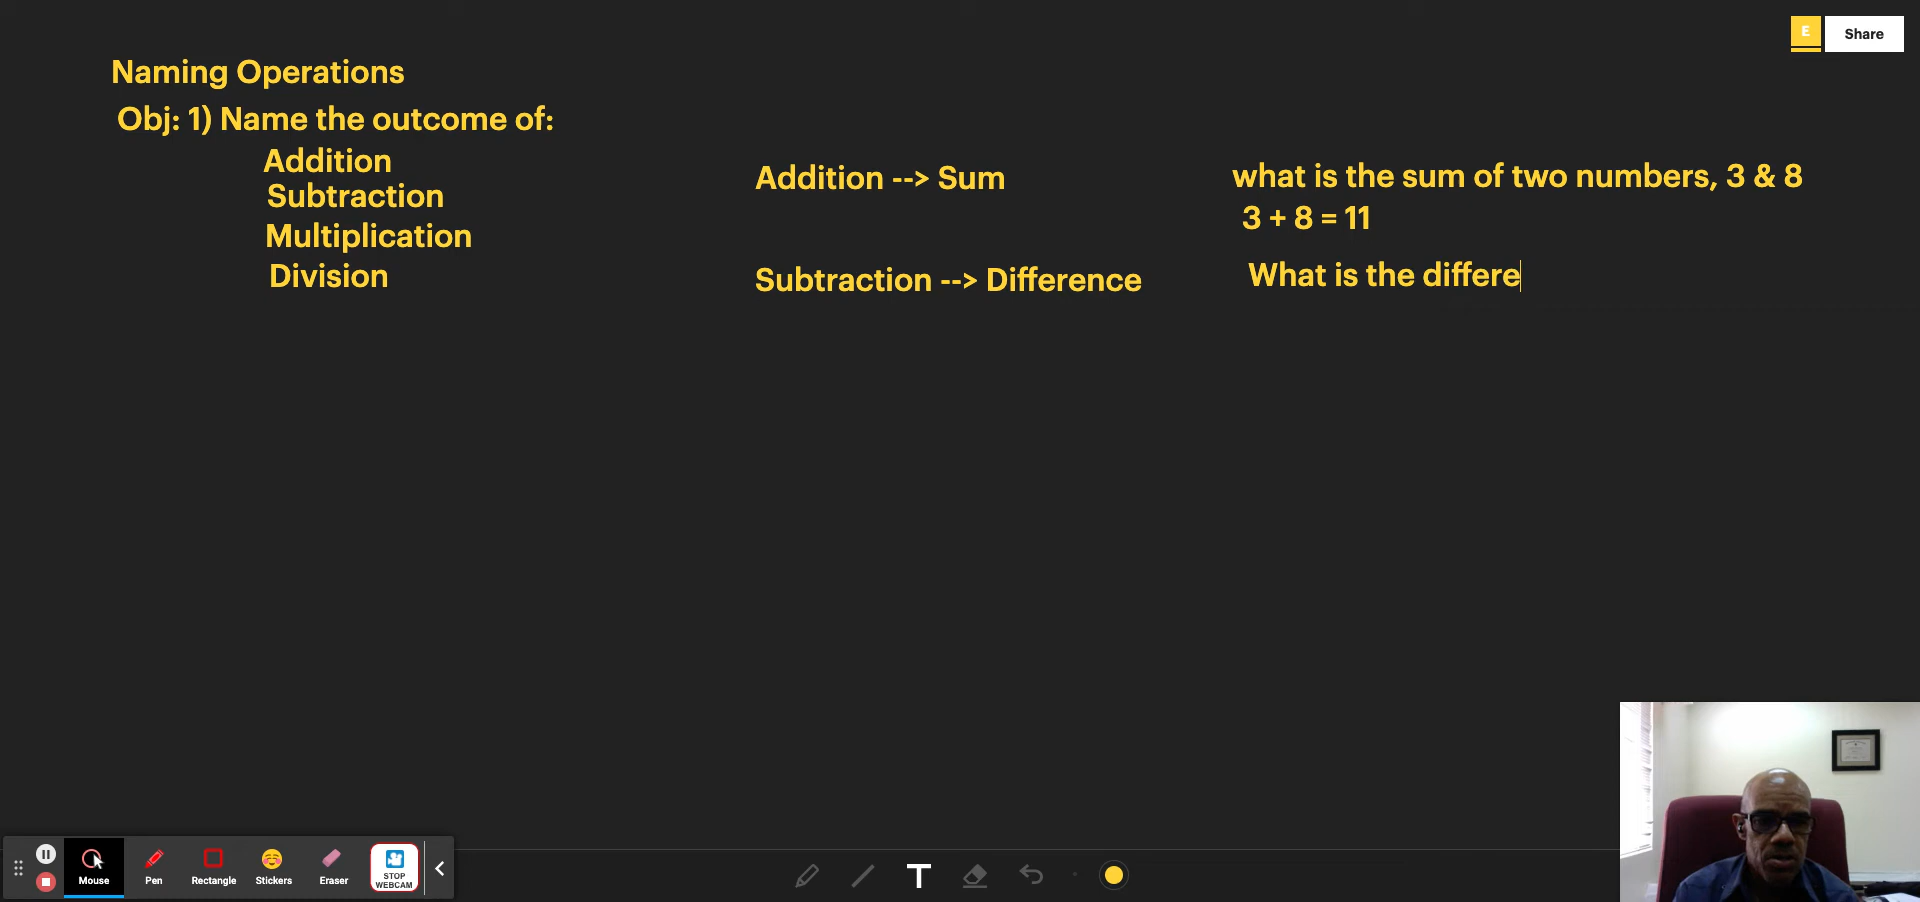 E
Share
Naming Operations
Obj: 1) Name the outcome of:
Addition
Subtraction
Multiplication
Division
Addition --> Sum
what is the sum of two numbers, 3 & 8
3 + 8 = 11
Subtraction --> Difference
What is the differe
Mouse
Pen
Rectangle
Stickers
Eraser
STOP
WEBCAM
T